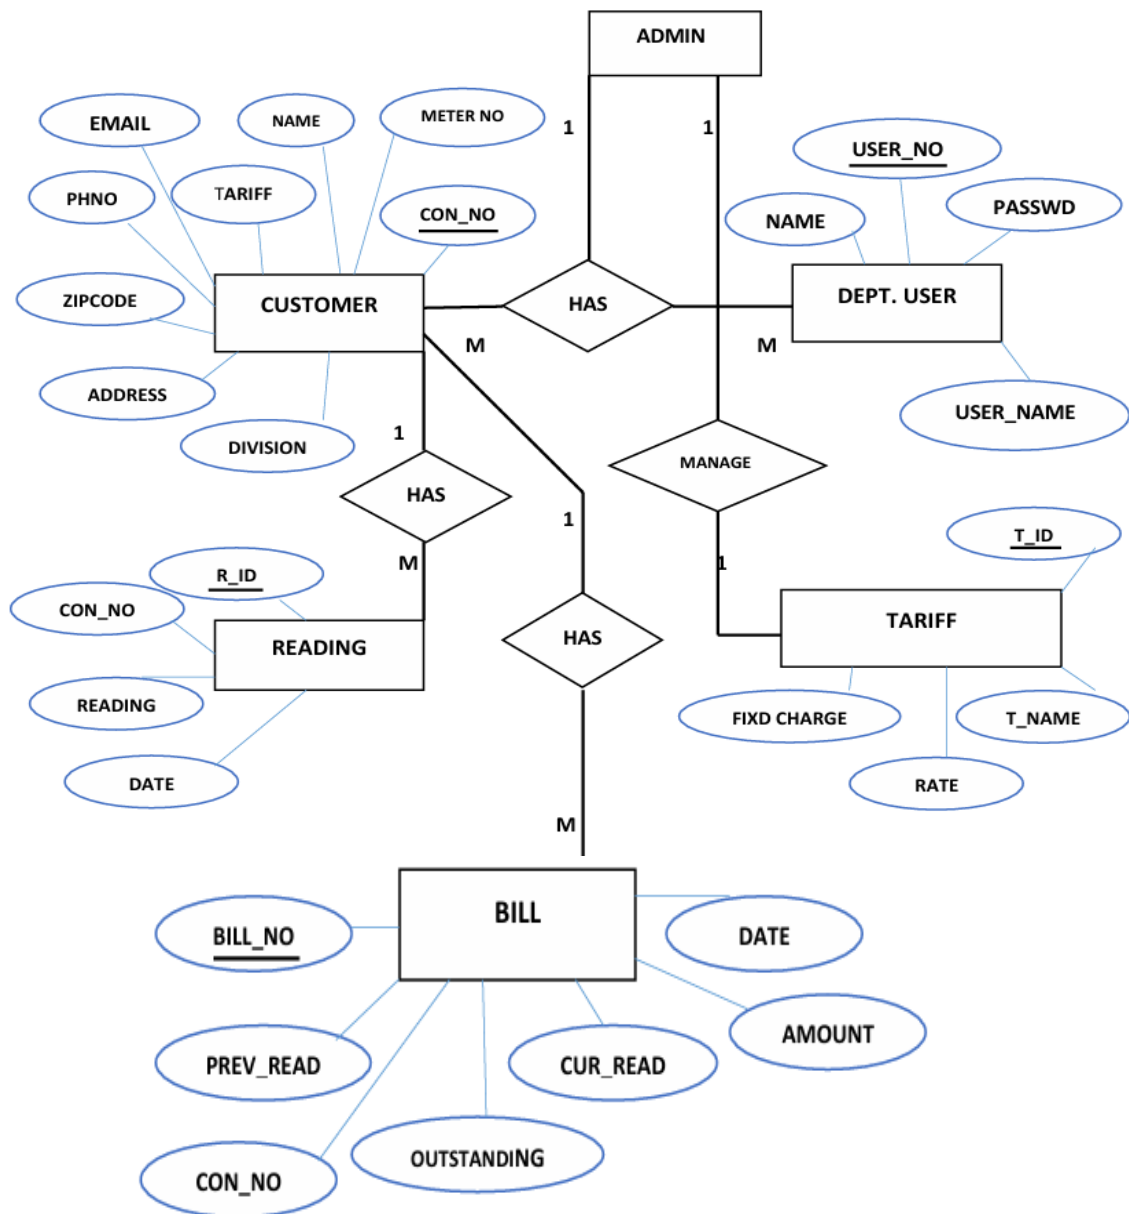 ADMIN
EMAIL
NAME
METER NO
1
1
USER_NO
PHNO
TARIFF
CON_NO
NAME
PASSWD
ZIPCODE
CUSTOMER
HAS
DEPT. USER
M
M
ADDRESS
DIVISION
1
USER_NAME
MANAGE
HAS
1
T_ID
M
1
R_ID
CON_NO
READING
HAS
TARIFF
READING
FIXD CHARGE
T_NAME
DATE
RATE
M
BILL
BILL_NO
DATE
PREV_READ
CUR_READ
AMOUNT
OUTSTANDING
CON_NO